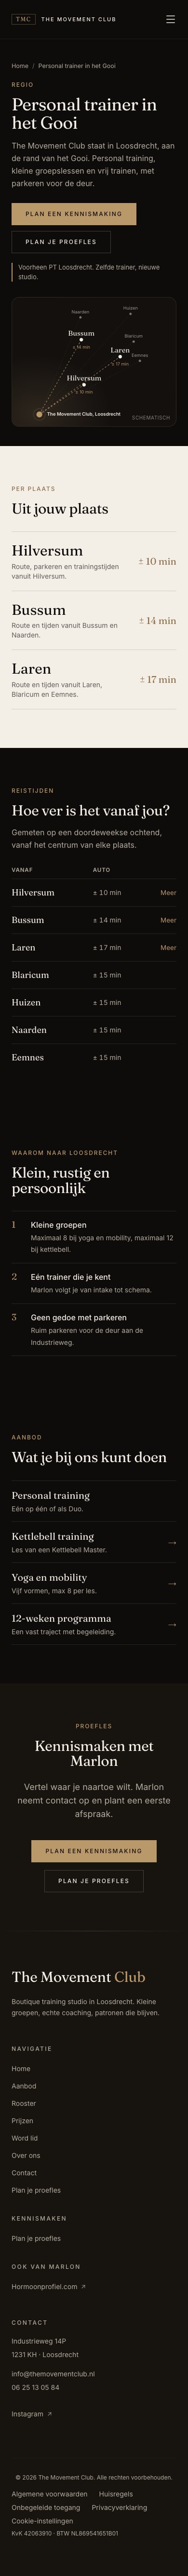 TMC THE MOVEMENT CLUB
Home / Personal trainer in het Gooi
REGIO
Personal trainer in
het Gooi
The Movement Club staat in Loosdrecht, aan
de rand van het Gooi. Personal training,
kleine groepslessen en vrij trainen, met
parkeren voor de deur.
PLAN EEN KENNISMAKING
PLAN JE PROEFLES
Voorheen PT Loosdrecht. Zelfde trainer, nieuwe
studio.
Huizen
Naarden
Bussum
Blaricum
± 14 min
Laren
Eemnes
± 17 min
Hilversum
± 10 min
The Movement Club, Loosdrecht
SCHEMATISCH
PER PLAATS
Uit jouw plaats
Hilversum
Route, parkeren en trainingstijden
vanuit Hilversum.
± 10 min
Bussum
Route en tijden vanuit Bussum en
Naarden.
± 14 min
Laren
Route en tijden vanuit Laren,
Blaricum en Eemnes.
± 17 min
REISTIJDEN
Hoe ver is het vanaf jou?
Gemeten op een doordeweekse ochtend,
vanaf het centrum van elke plaats.
VANAF AUTO
Hilversum ± 10 min Meer
Bussum ± 14 min Meer
Laren ± 17 min Meer
Blaricum ± 15 min
Huizen ± 15 min
Naarden ± 15 min
Eemnes ± 15 min
WAAROM NAAR LOOSDRECHT
Klein, rustig en
persoonlijk
1 Kleine groepen
Maximaal 8 bij yoga en mobility, maximaal 12
bij kettlebell.
2 Eén trainer die je kent
Marlon volgt je van intake tot schema.
3 Geen gedoe met parkeren
Ruim parkeren voor de deur aan de
Industrieweg.
AANBOD
Wat je bij ons kunt doen
Personal training
Eén op één of als Duo.
Kettlebell training →
Les van een Kettlebell Master.
Yoga en mobility →
Vijf vormen, max 8 per les.
12-weken programma →
Een vast traject met begeleiding.
PROEFLES
Kennismaken met
Marlon
Vertel waar je naartoe wilt. Marlon
neemt contact op en plant een eerste
afspraak.
PLAN EEN KENNISMAKING
PLAN JE PROEFLES
The Movement Club
Boutique training studio in Loosdrecht. Kleine
groepen, echte coaching, patronen die blijven.
NAVIGATIE
Home
Aanbod
Rooster
Prijzen
Word lid
Over ons
Contact
Plan je proefles
KENNISMAKEN
Plan je proefles
OOK VAN MARLON
Hormoonprofiel.com ↗
CONTACT
Industrieweg 14P
1231 KH · Loosdrecht
info@themovementclub.nl
06 25 13 05 84
Instagram ↗
© 2026 The Movement Club. Alle rechten voorbehouden.
Algemene voorwaarden Huisregels
Onbegeleide toegang Privacyverklaring
Cookie-instellingen
KvK 42063910 · BTW NL869541651B01